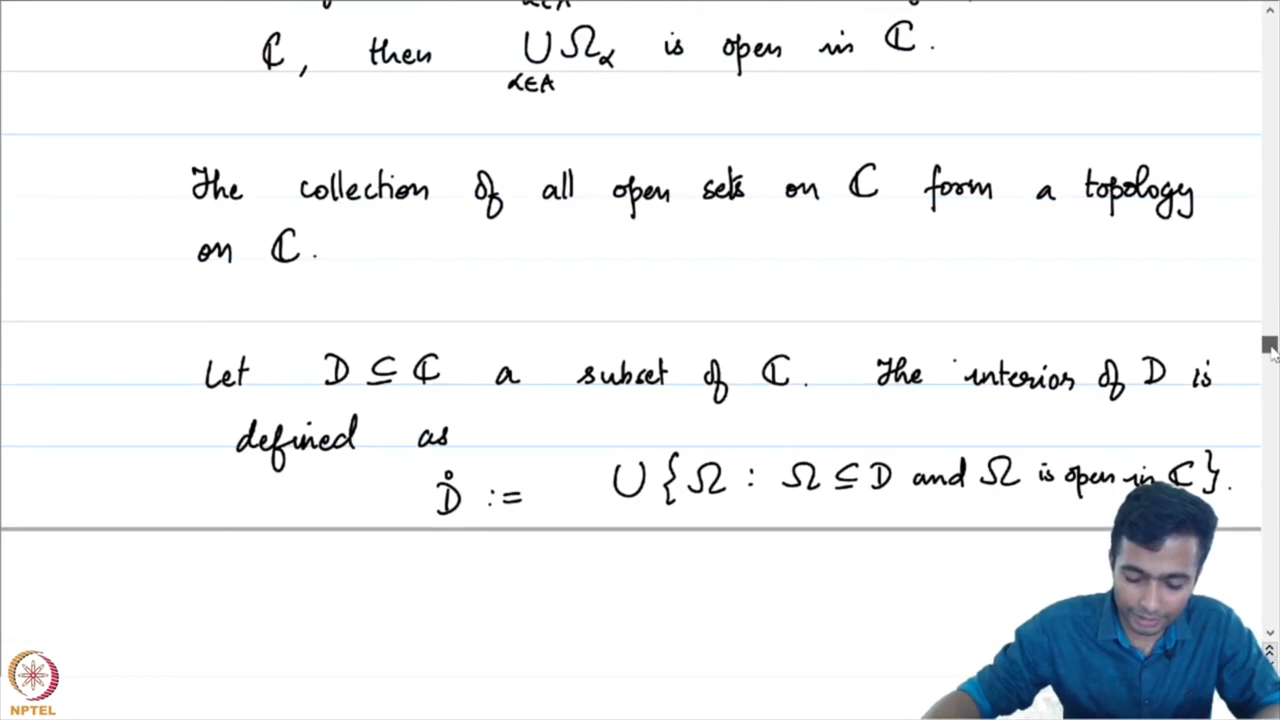 α∈A
ℂ, then ⋃Ω_α is open in ℂ.
α∈A
The collection of all open sets on ℂ form a topology
on ℂ.
Let D ⊆ ℂ a subset of ℂ. The interior of D is
defined as
D̊ := ⋃{Ω : Ω ⊆ D and Ω is open in ℂ}.
NPTEL